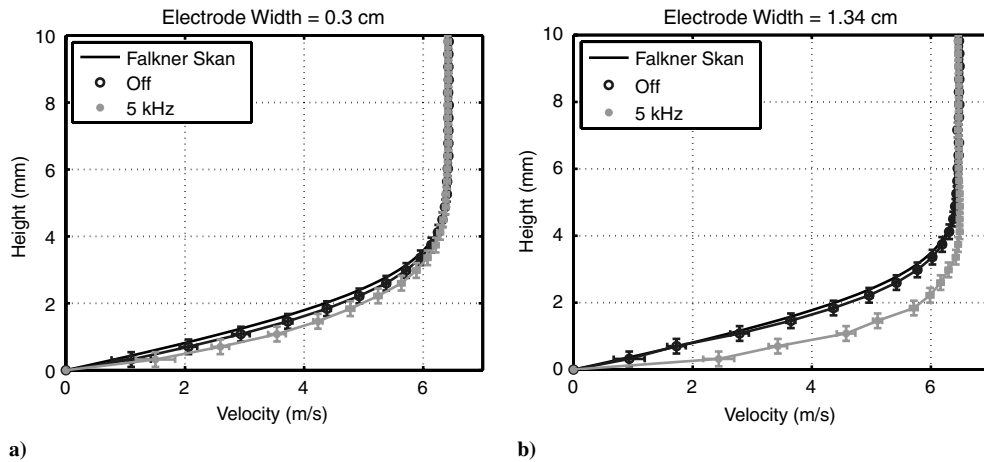 Electrode Width = 0.3 cm
10
8
6
4
2
0
Height (mm)
Falkner Skan
Off
5 kHz
0
2
4
6
Velocity (m/s)
a)
Electrode Width = 1.34 cm
10
8
6
4
2
0
Height (mm)
Falkner Skan
Off
5 kHz
0
2
4
6
Velocity (m/s)
b)